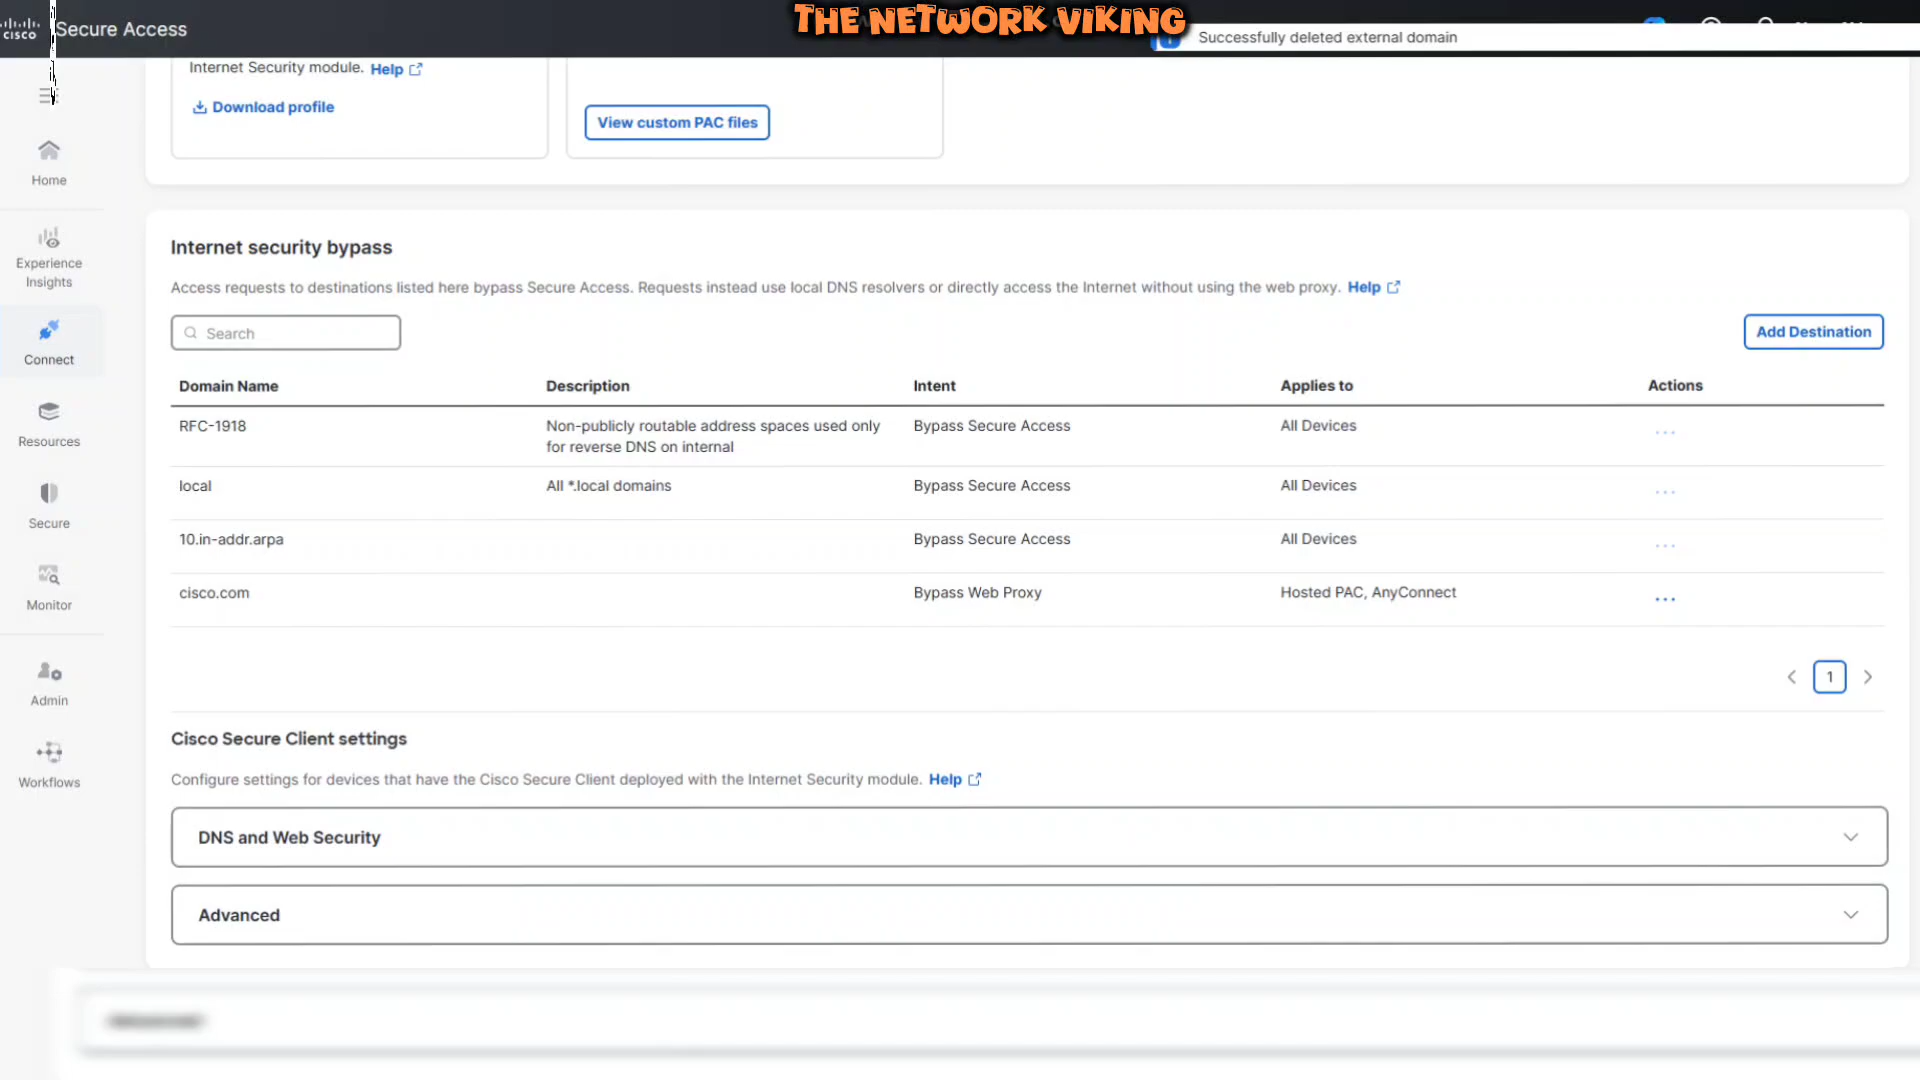 THE NETWORK VIKING
CISCO
Secure Access
Successfully deleted external domain
Internet Security module. Help
Download profile
View custom PAC files
Home
Experience
Insights
Connect
Resources
Secure
Monitor
Admin
Workflows
Internet security bypass
Access requests to destinations listed here bypass Secure Access. Requests instead use local DNS resolvers or directly access the Internet without using the web proxy. Help
Search
Add Destination
Domain Name Description Intent Applies to Actions
RFC-1918 Non-publicly routable address spaces used only Bypass Secure Access All Devices ...
for reverse DNS on internal
local All *.local domains Bypass Secure Access All Devices ...
10.in-addr.arpa Bypass Secure Access All Devices ...
cisco.com Bypass Web Proxy Hosted PAC, AnyConnect ...
1
Cisco Secure Client settings
Configure settings for devices that have the Cisco Secure Client deployed with the Internet Security module. Help
DNS and Web Security
Advanced